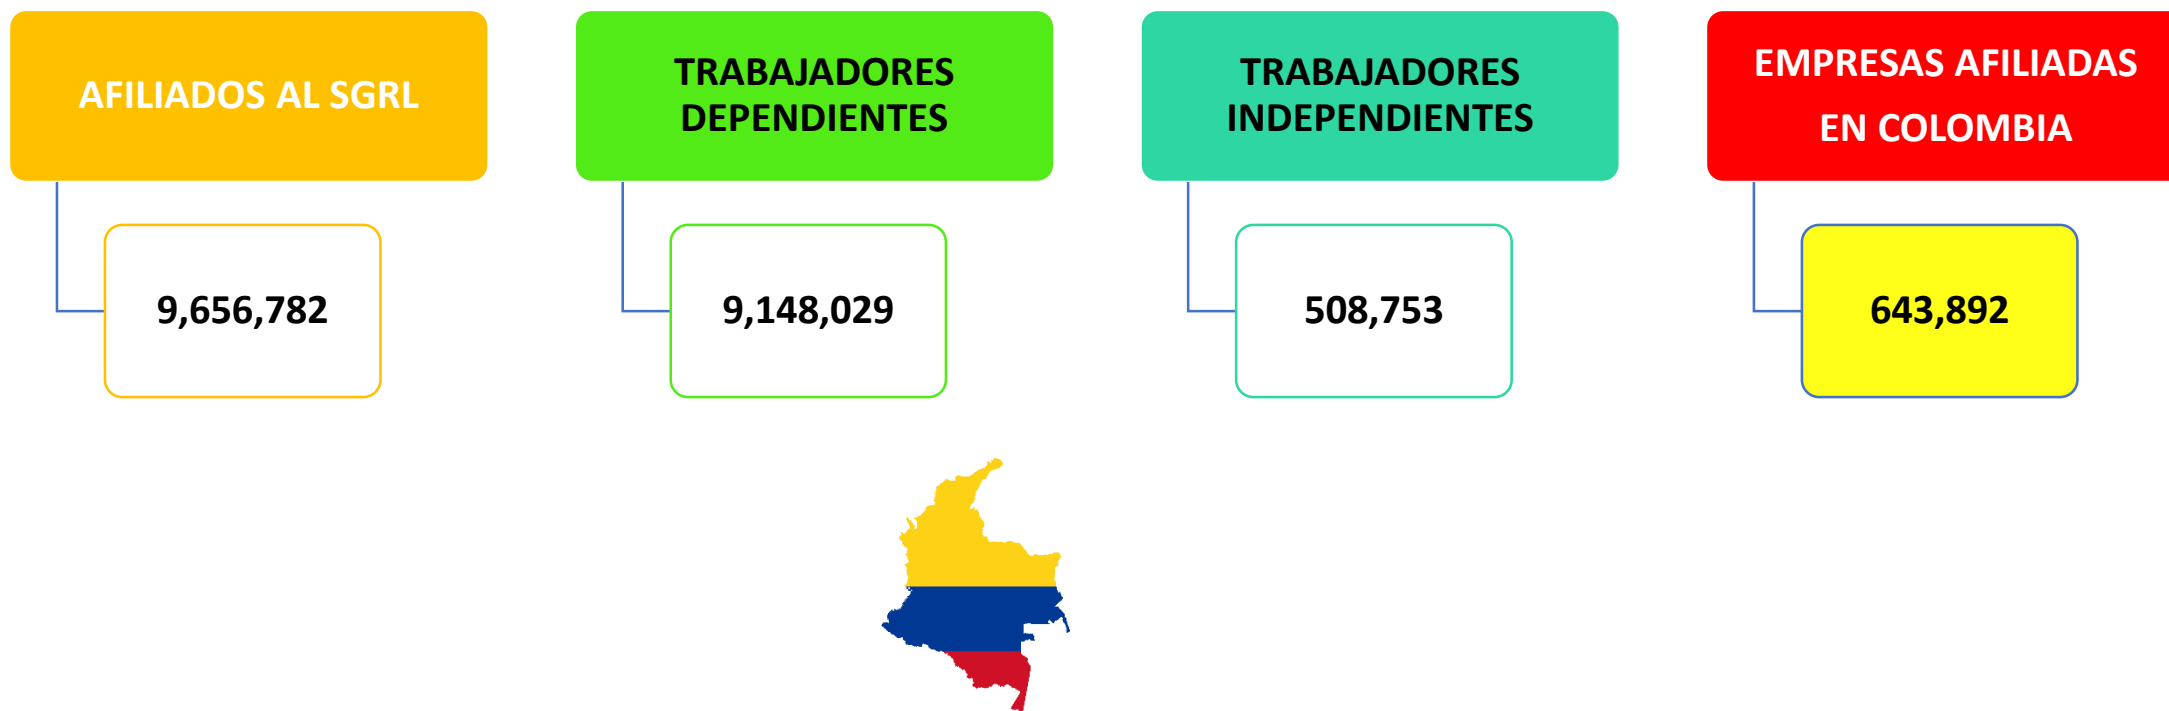 AFILIADOS AL SGRL
9,656,782
TRABAJADORES
DEPENDIENTES
9,148,029
TRABAJADORES
INDEPENDIENTES
508,753
EMPRESAS AFILIADAS
EN COLOMBIA
643,892